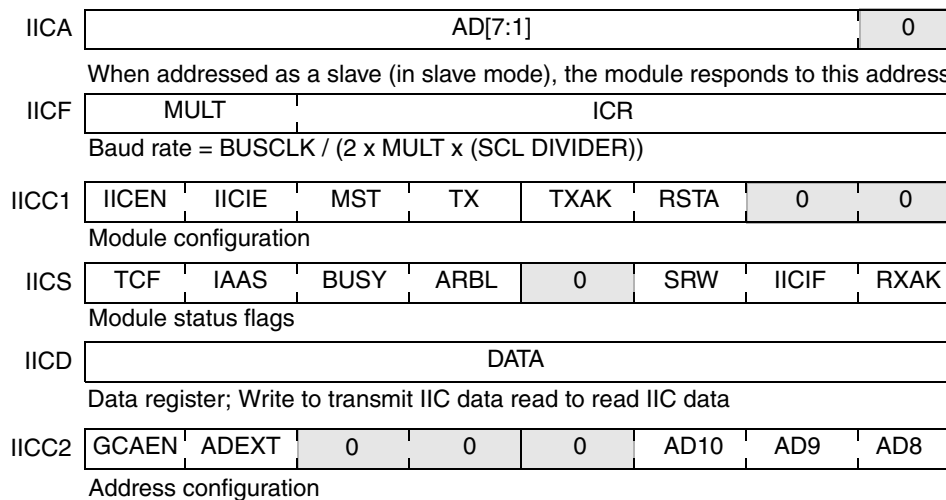 IICA AD[7:1] 0
When addressed as a slave (in slave mode), the module responds to this address
IICF MULT ICR
Baud rate = BUSCLK / (2 x MULT x (SCL DIVIDER))
IICC1 IICEN IICIE MST TX TXAK RSTA 0 0
Module configuration
IICS TCF IAAS BUSY ARBL 0 SRW IICIF RXAK
Module status flags
IICD DATA
Data register; Write to transmit IIC data read to read IIC data
IICC2 GCAEN ADEXT 0 0 0 AD10 AD9 AD8
Address configuration